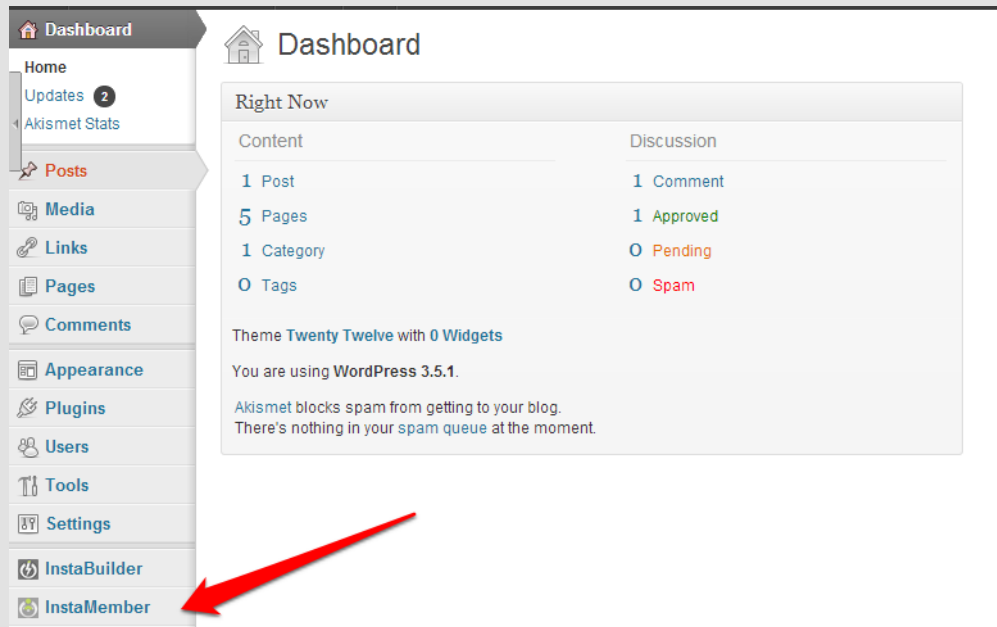 Dashboard
Home
Updates 2
Akismet Stats
Posts
Media
Links
Pages
Comments
Appearance
Plugins
Users
Tools
Settings
InstaBuilder
InstaMember
Dashboard
Right Now
Content
1 Post
5 Pages
1 Category
0 Tags
Discussion
1 Comment
1 Approved
0 Pending
0 Spam
Theme Twenty Twelve with 0 Widgets
You are using WordPress 3.5.1.
Akismet blocks spam from getting to your blog.
There's nothing in your spam queue at the moment.